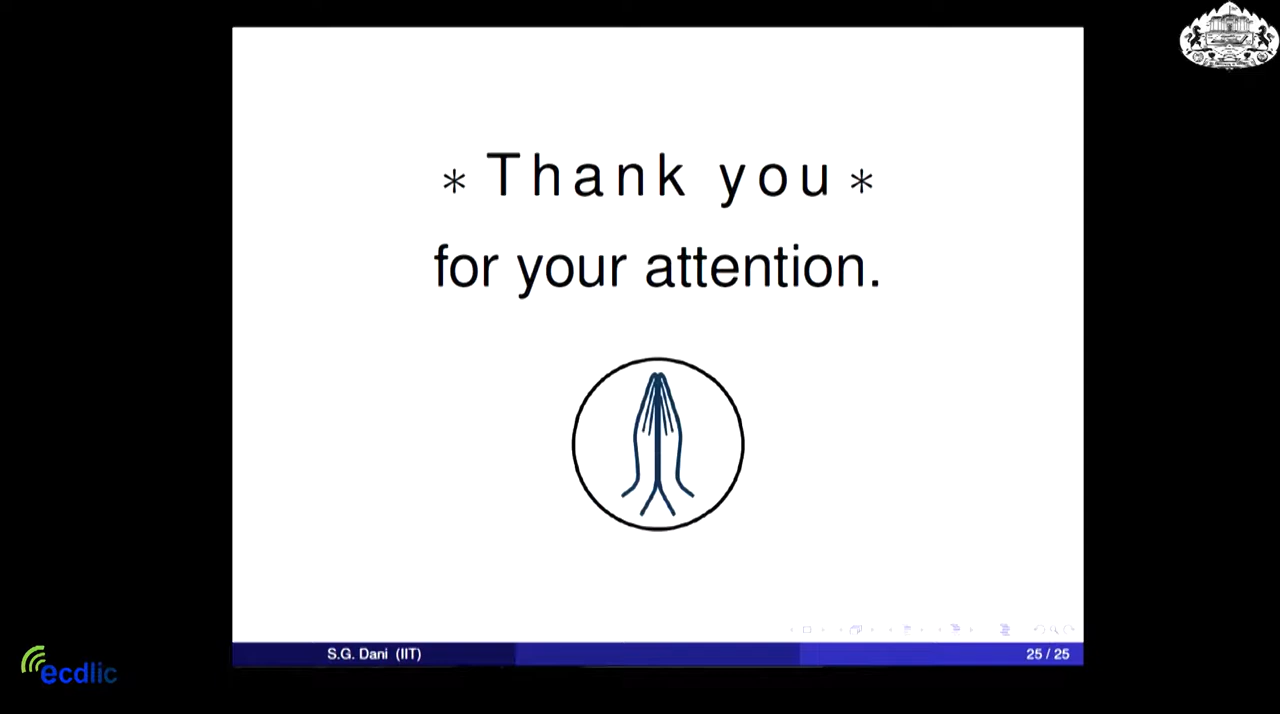 * Thank you *
for your attention.
S.G. Dani (IIT)
25 / 25
ecdlic